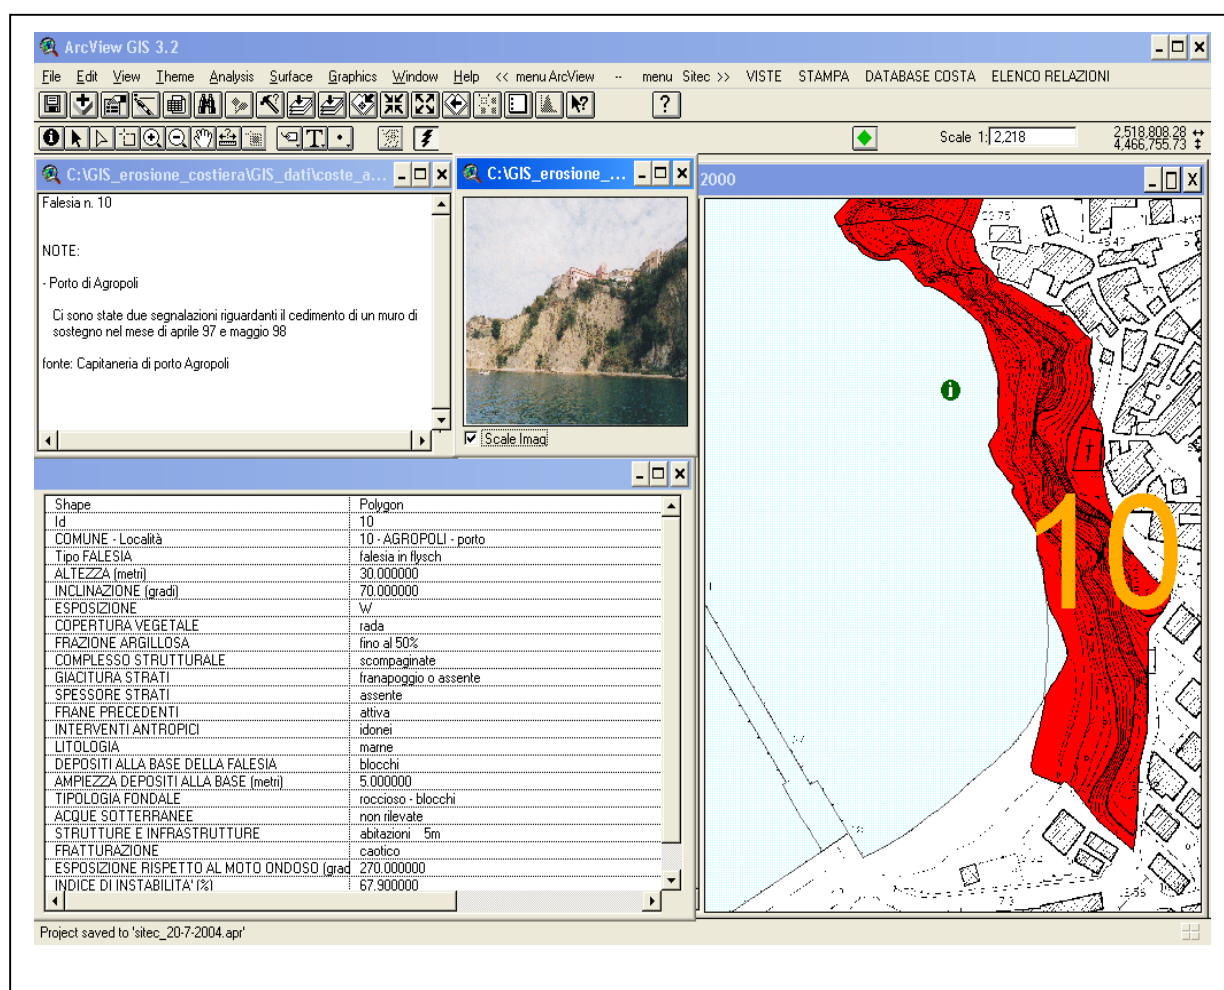 ArcView GIS 3.2
File Edit View Theme Analysis Surface Graphics Window Help << menu ArcView -- menu Sitec >> VISTE STAMPA DATABASE COSTA ELENCO RELAZIONI
Scale 1: 2,218
2,518,808.28
4,466,755.73
C:\GIS_erosione_costiera\GIS_dati\coste_a...
C:\GIS_erosione_...
2000
Falesia n. 10
NOTE:
- Porto di Agropoli
Ci sono state due segnalazioni riguardanti il cedimento di un muro di
sostegno nel mese di aprile 97 e maggio 98
fonte: Capitaneria di porto Agropoli
Scale Imag
Shape Polygon
Id 10
COMUNE - Località 10 - AGROPOLI - porto
Tipo FALESIA falesia in flysch
ALTEZZA (metri) 30.000000
INCLINAZIONE (gradi) 70.000000
ESPOSIZIONE W
COPERTURA VEGETALE rada
FRAZIONE ARGILLOSA fino al 50%
COMPLESSO STRUTTURALE scompaginate
GIACITURA STRATI franapoggio o assente
SPESSORE STRATI assente
FRANE PRECEDENTI attiva
INTERVENTI ANTROPICI idonei
LITOLOGIA marne
DEPOSITI ALLA BASE DELLA FALESIA blocchi
AMPIEZZA DEPOSITI ALLA BASE (metri) 5.000000
TIPOLOGIA FONDALE roccioso - blocchi
ACQUE SOTTERRANEE non rilevate
STRUTTURE E INFRASTRUTTURE abitazioni 5m
FRATTURAZIONE caotico
ESPOSIZIONE RISPETTO AL MOTO ONDOSO (grad 270.000000
INDICE DI INSTABILITA' (%) 67.900000
10
Project saved to 'sitec_20-7-2004.apr'